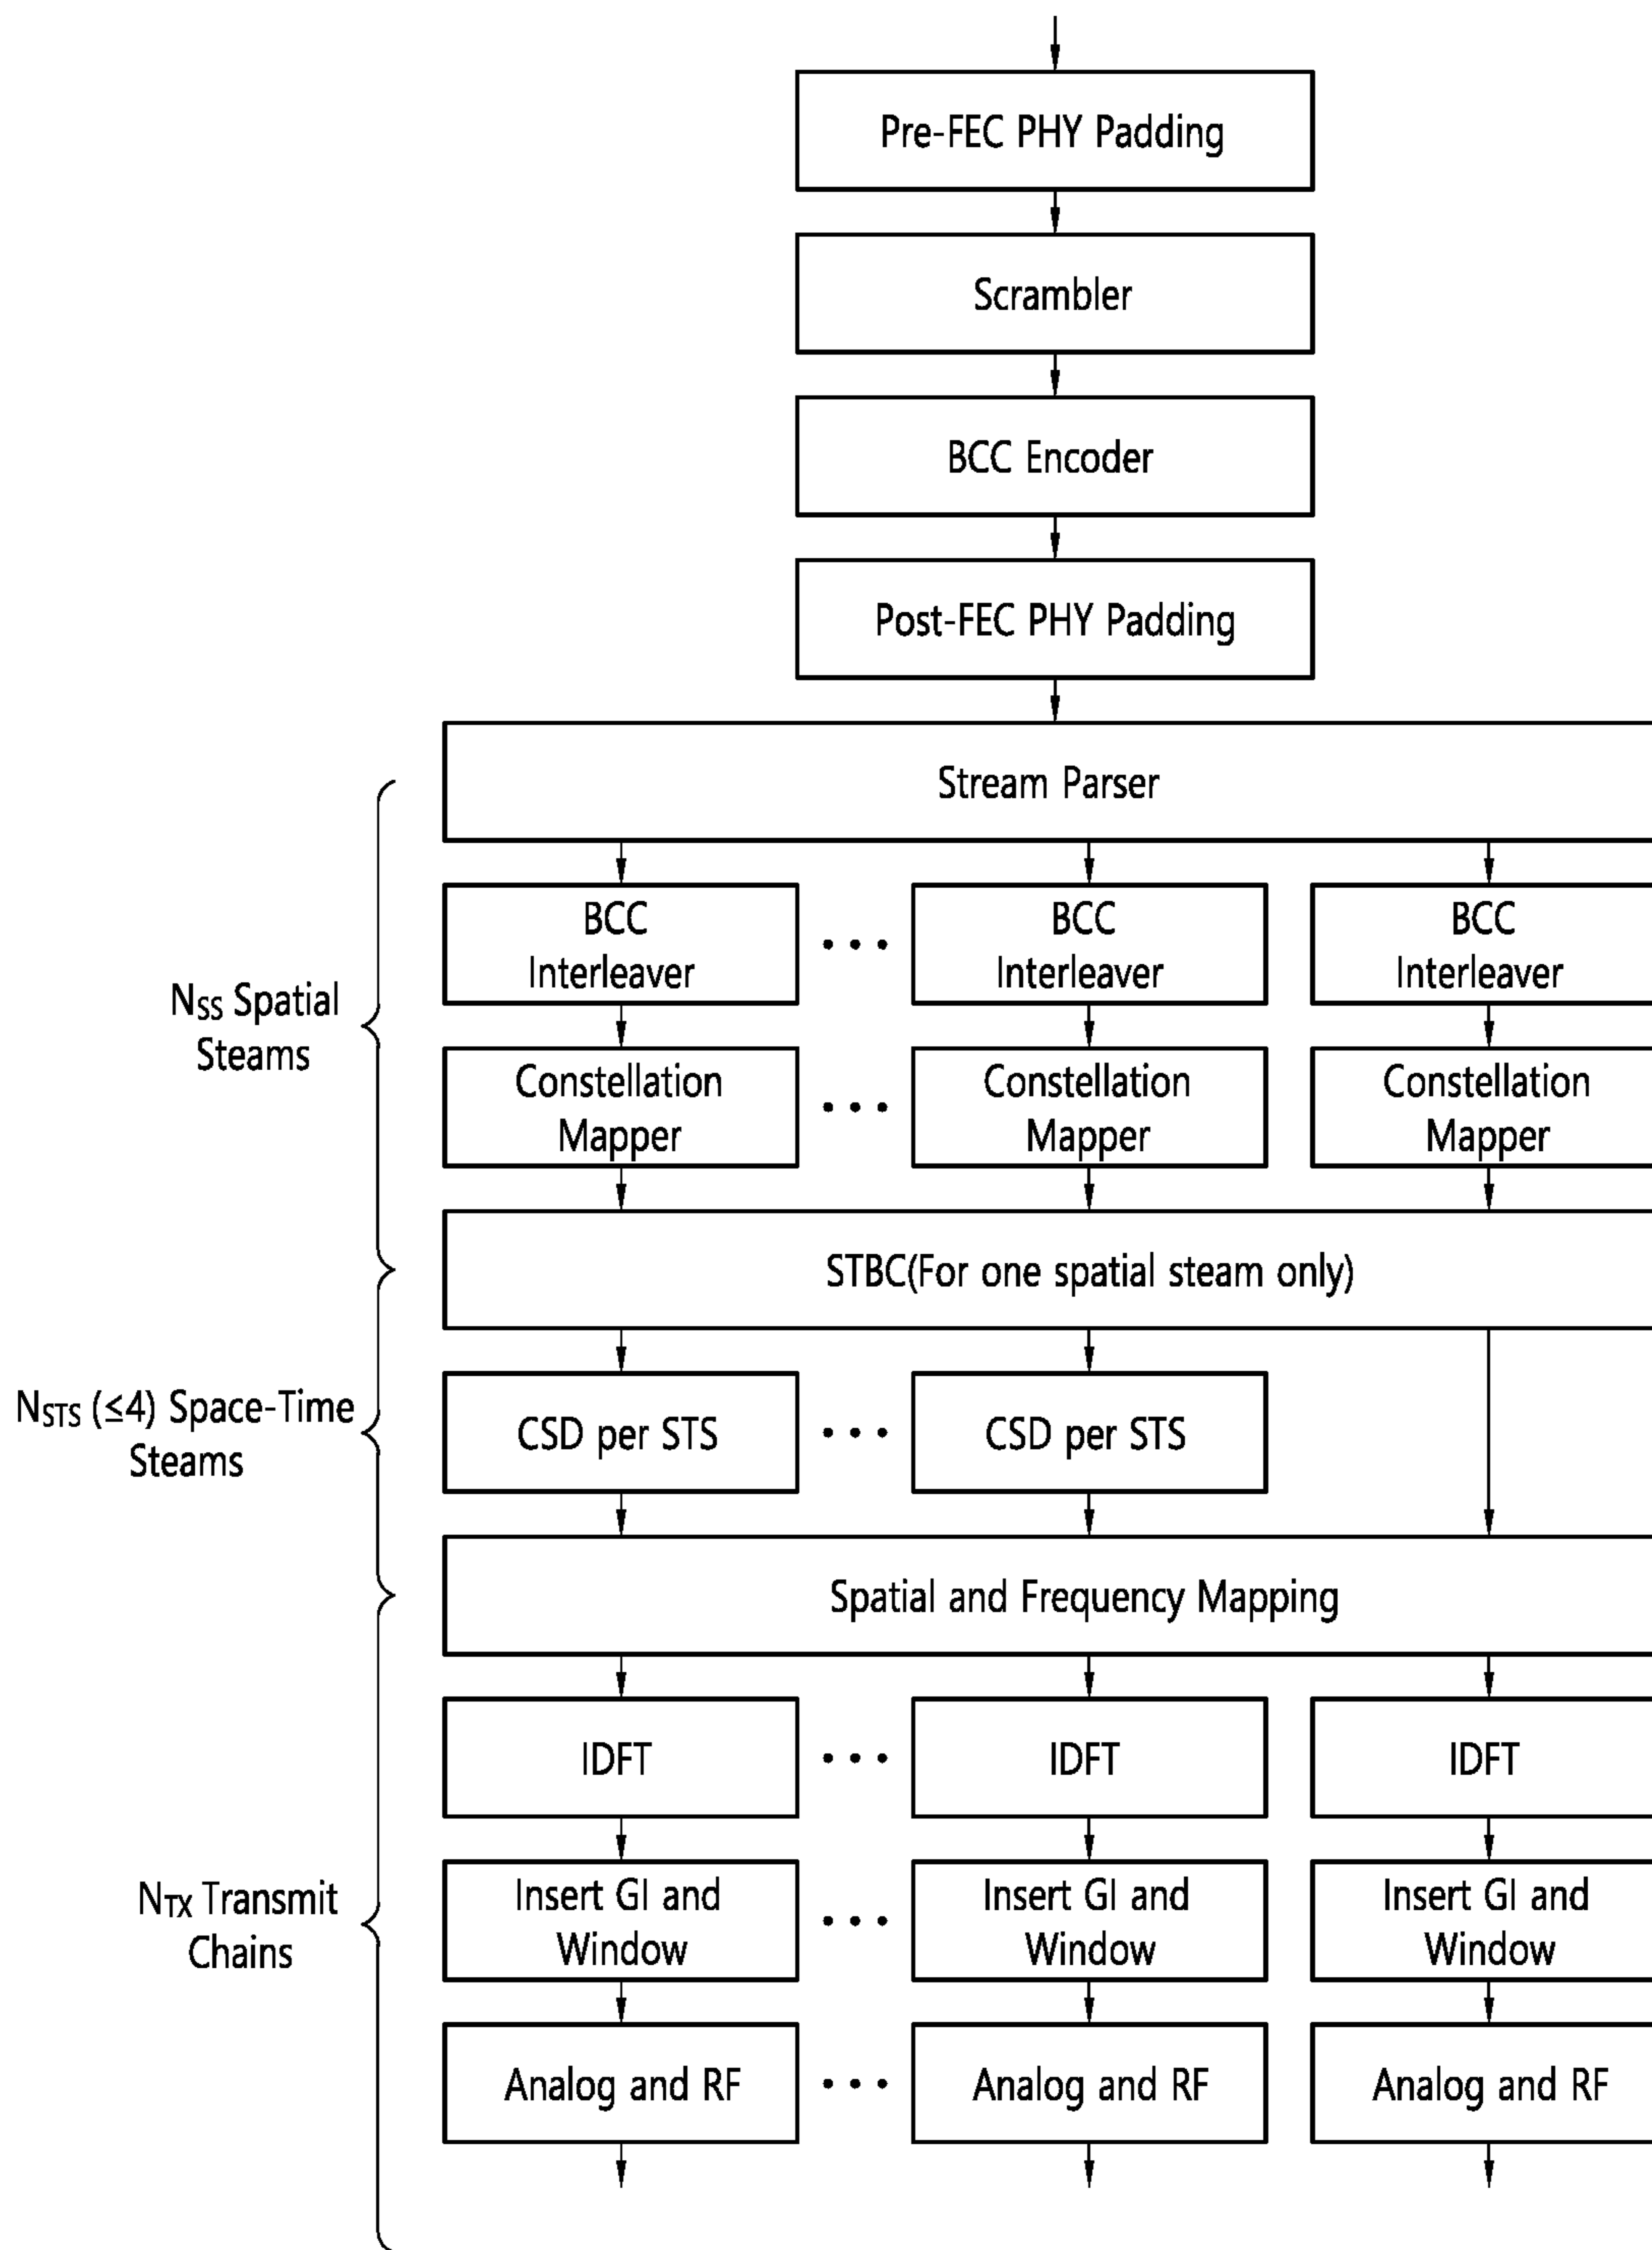 Pre-FEC PHY Padding
Scrambler
BCC Encoder
Post-FEC PHY Padding
Stream Parser
BCC
Interleaver
BCC
Interleaver
BCC
Interleaver
NSS Spatial
Steams
Constellation
Mapper
Constellation
Mapper
Constellation
Mapper
STBC(For one spatial steam only)
NSTS (≤4) Space-Time
Steams
CSD per STS
CSD per STS
Spatial and Frequency Mapping
IDFT
IDFT
IDFT
NTX Transmit
Chains
Insert GI and
Window
Insert GI and
Window
Insert GI and
Window
Analog and RF
Analog and RF
Analog and RF